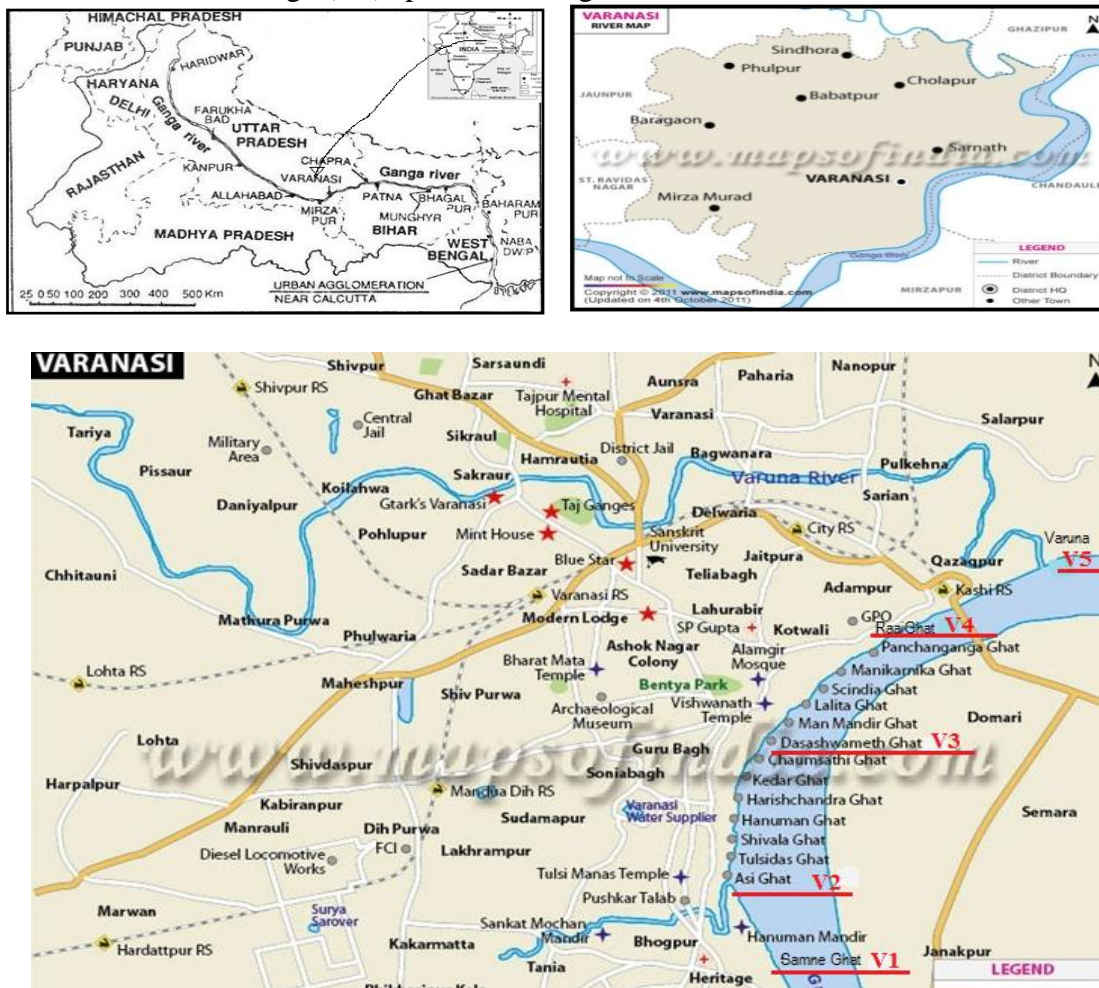 HIMACHAL PRADESH
PUNJAB
HARIDWAR
HARYANA
DELHI
Ganga river
FARUKHA
BAD
UTTAR
PRADESH
RAJASTHAN
KANPUR
CHAPRA
VARANASI
Ganga river
ALLAHABAD
MIRZA
PUR
PATNA
BHAGAL
PUR
BAHARAM
PUR
MUNGHYR
BIHAR
MADHYA PRADESH
WEST
BENGAL
NABA
DWIP
URBAN AGGLOMERATION
NEAR CALCUTTA
25 0 50 100 200 300 400 500 Km
INDIA
VARANASI
RIVER MAP
N
GHAZIPUR
Sindhora
Phulpur
Cholapur
JAUNPUR
Babatpur
Baragaon
Sarnath
www.mapsofindia.com
ST. RAVIDAS
NAGAR
VARANASI
CHANDAULI
Mirza Murad
Ganga River
LEGEND
River
District Boundary
District HQ
Other Town
MIRZAPUR
Map not to Scale
Copyright © 2011 www.mapsofindia.com
(Updated on 4th October 2011)
VARANASI
N
Shivpur
Sarsaundi
Nanopur
Shivpur RS
Aunsra
Paharia
Ghat Bazar
Tajpur Mental
Hospital
Varanasi
Salarpur
Tariya
Central
Jail
Military
Area
Sikraul
District Jail
Hamrautia
Bagwanara
Pulkehna
Pissaur
Sakraur
Varuna River
Koilahwa
Gtark's Varanasi
Taj Ganges
Sarian
Daniyalpur
Delwaria
Pohlupur
Mint House
Sanskrit
University
City RS
Varuna
Blue Star
Jaitpura
Qazaqpur
V5
Chhitauni
Sadar Bazar
Teliabagh
Adampur
Kashi RS
Varanasi RS
Mathura Purwa
Modern Lodge
Lahurabir
GPO
Phulwaria
SP Gupta
Kotwali
Raj Ghat V4
Ashok Nagar
Colony
Alamgir
Mosque
Panchanganga Ghat
Lohta RS
Bharat Mata
Temple
Manikarnika Ghat
Maheshpur
Bentya Park
Scindia Ghat
Shiv Purwa
Archaeological
Museum
Vishwanath
Temple
Lalita Ghat
Man Mandir Ghat
Domari
Lohta
Guru Bagh
Dasashwameth Ghat V3
www.mapsofindia.com
Chaumsathi Ghat
Shivdaspur
Soniabagh
Kedar Ghat
Harpalpur
Mandua Dih RS
Harishchandra Ghat
Kabiranpur
Varanasi
Water Supplier
Semara
Sudamapur
Hanuman Ghat
Manrauli
Dih Purwa
Shivala Ghat
Diesel Locomotive
Works
FCI
Lakhrampur
Tulsidas Ghat
Tulsi Manas Temple
Asi Ghat
V2
Pushkar Talab
Marwan
Surya
Sarover
Sankat Mochan
Mandir
Hanuman Mandir
Hardattpur RS
Kakarmatta
Bhogpur
Samne Ghat V1
Janakpur
Tania
Heritage
LEGEND